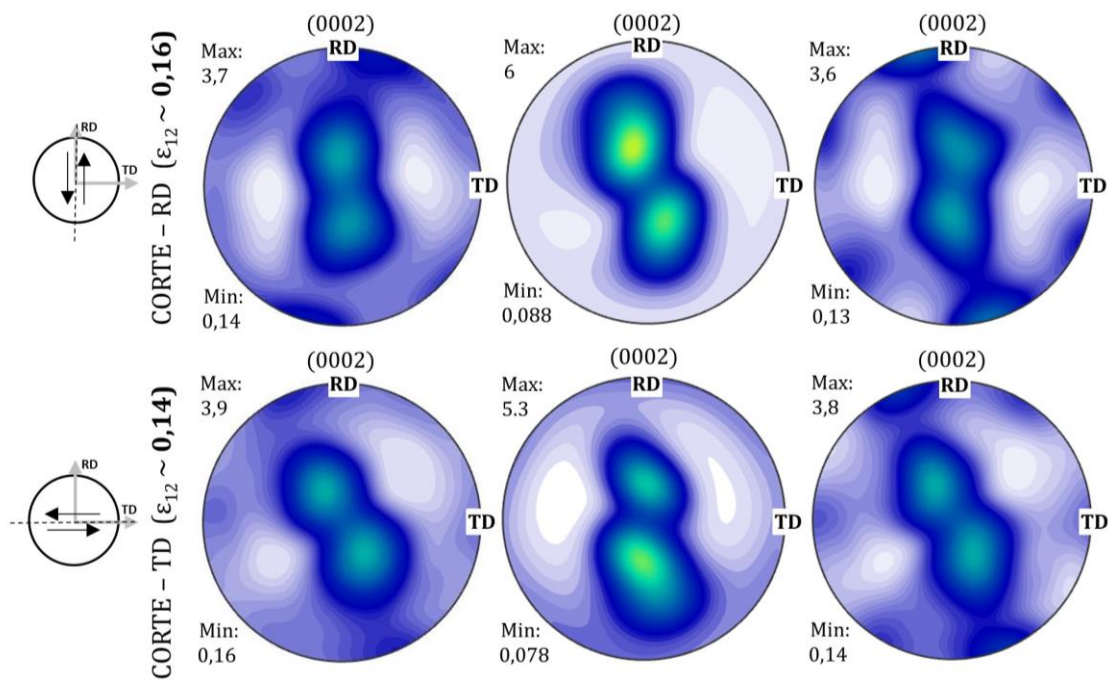 (0002)
RD
Max:
3,7
TD
Min:
0,14
(0002)
RD
Max:
6
TD
Min:
0,088
(0002)
RD
Max:
3,6
TD
Min:
0,13
RD
TD
CORTE – RD (ε12 ~ 0,16)
(0002)
RD
Max:
3,9
TD
Min:
0,16
(0002)
RD
Max:
5.3
TD
Min:
0,078
(0002)
RD
Max:
3,8
TD
Min:
0,14
RD
TD
CORTE – TD (ε12 ~ 0,14)